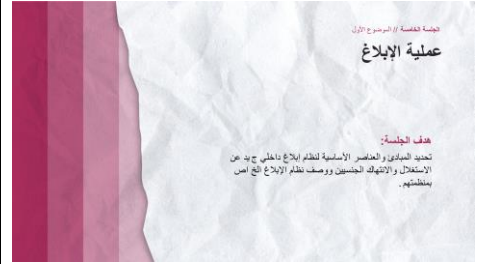 الجلسة الخامسة // الموضوع الأول
عملية الإبلاغ
هدف الجلسة:
تحديد المبادئ والعناصر الأساسية لنظام إبلاغ داخلي جيد عن
الاستغلال والانتهاك الجنسيين ووصف نظام الإبلاغ الخاص
بمنظمتهم.